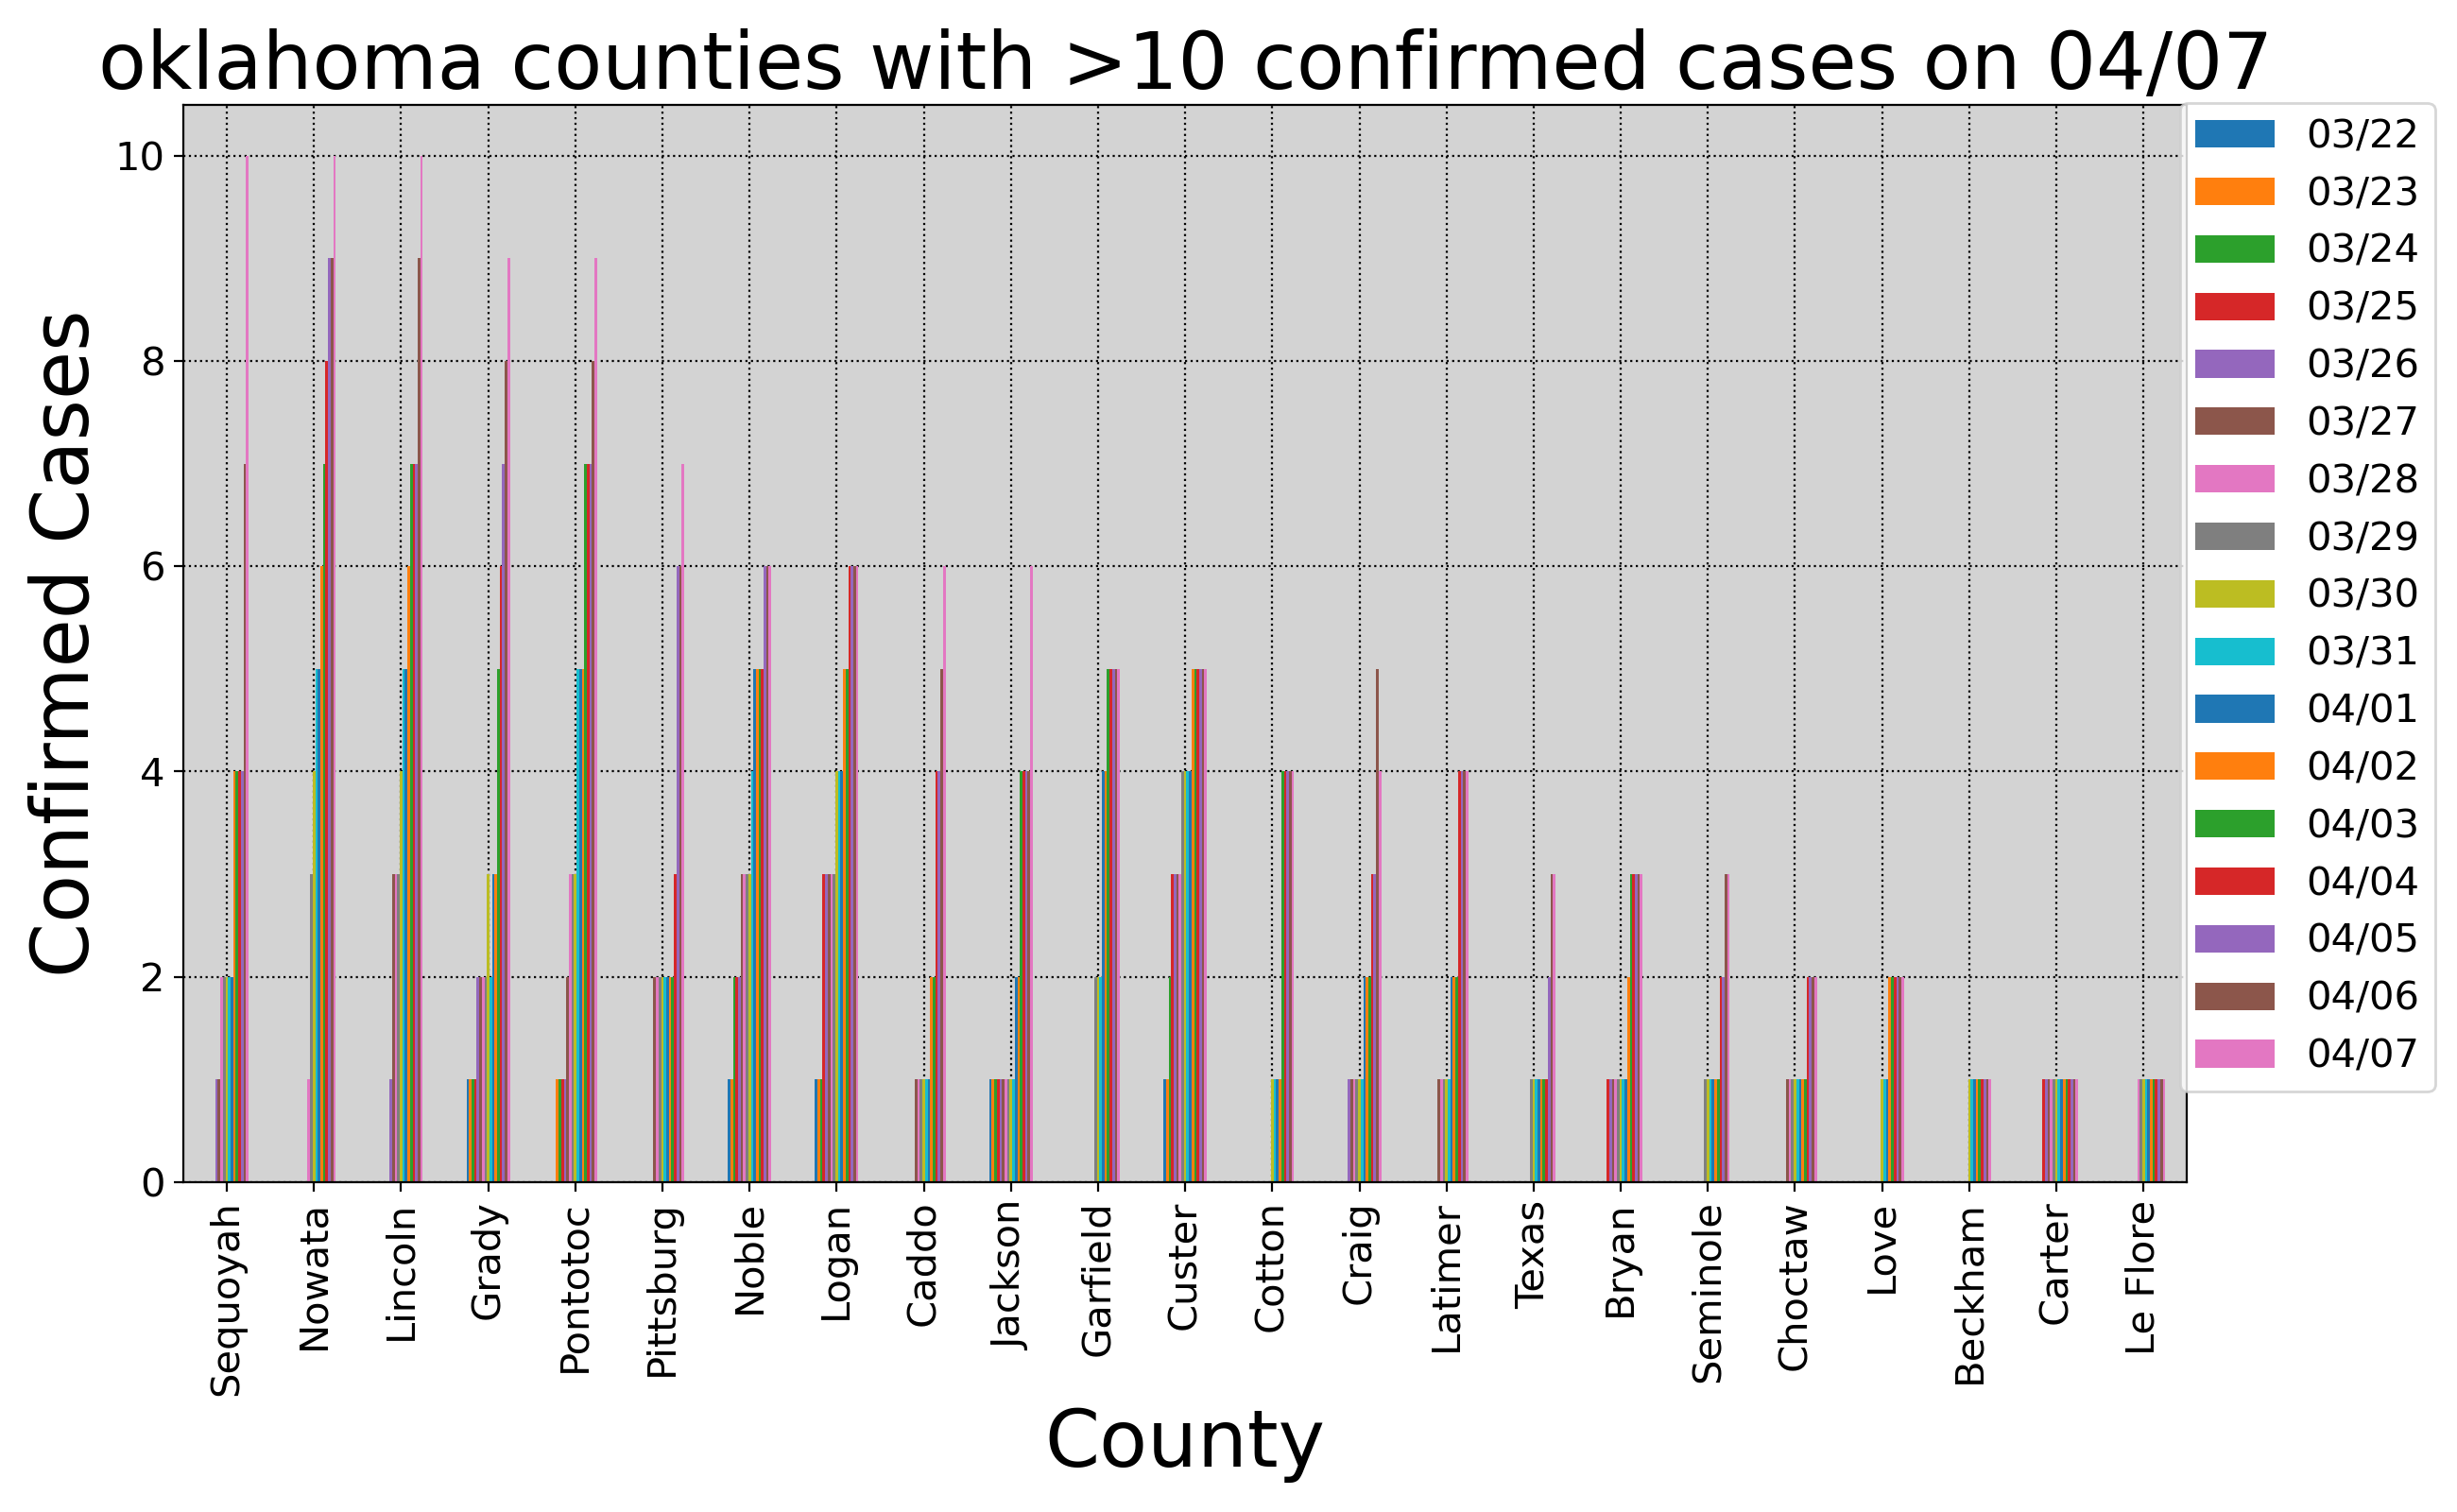 oklahoma counties with >10 confirmed cases on 04/07
Confirmed Cases
10
8
6
4
2
0
03/22
03/23
03/24
03/25
03/26
03/27
03/28
03/29
03/30
03/31
04/01
04/02
04/03
04/04
04/05
04/06
04/07
Sequoyah
Nowata
Lincoln
Grady
Pontotoc
Pittsburg
Noble
Logan
Caddo
Jackson
Garfield
Custer
Cotton
Craig
Latimer
Texas
Bryan
Seminole
Choctaw
Love
Beckham
Carter
Le Flore
County